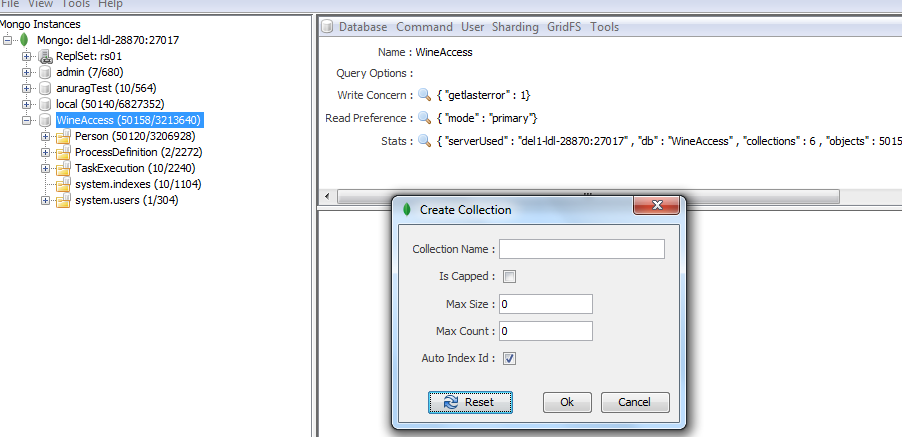 File View Tools Help
Mongo Instances
Mongo: del1-ldl-28870:27017
ReplSet: rs01
admin (7/680)
anuragTest (10/564)
local (50140/6827352)
WineAccess (50158/3213640)
Person (50120/3206928)
ProcessDefinition (2/2272)
TaskExecution (10/2240)
system.indexes (10/1104)
system.users (1/304)
Database Command User Sharding GridFS Tools
Name : WineAccess
Query Options :
Write Concern : { "getlasterror" : 1}
Read Preference : { "mode" : "primary"}
Stats : { "serverUsed" : "del1-ldl-28870:27017" , "db" : "WineAccess" , "collections" : 6 , "objects" : 5015
Create Collection
Collection Name :
Is Capped :
Max Size : 0
Max Count : 0
Auto Index Id :
Reset Ok Cancel